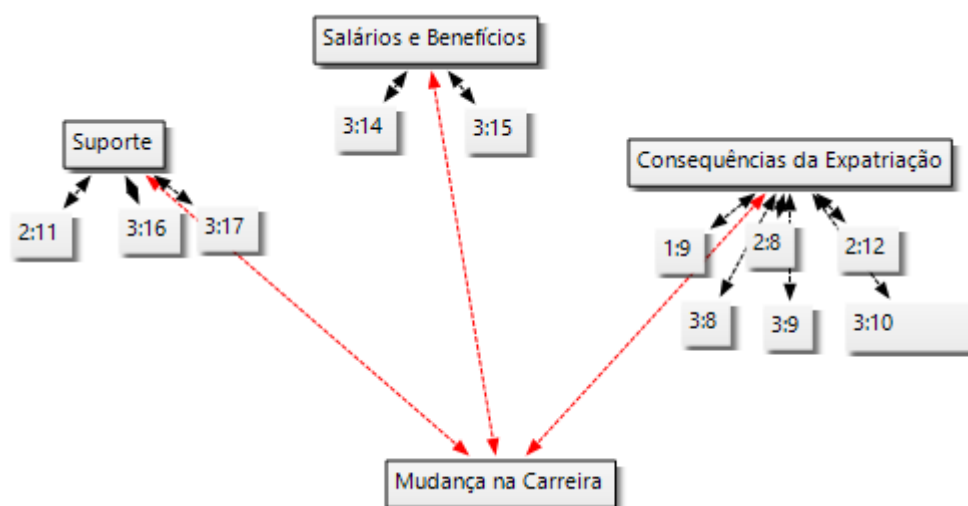 Salários e Benefícios
3:14
3:15
Suporte
2:11
3:16
3:17
Consequências da Expatriação
1:9
2:8
2:12
3:8
3:9
3:10
Mudança na Carreira